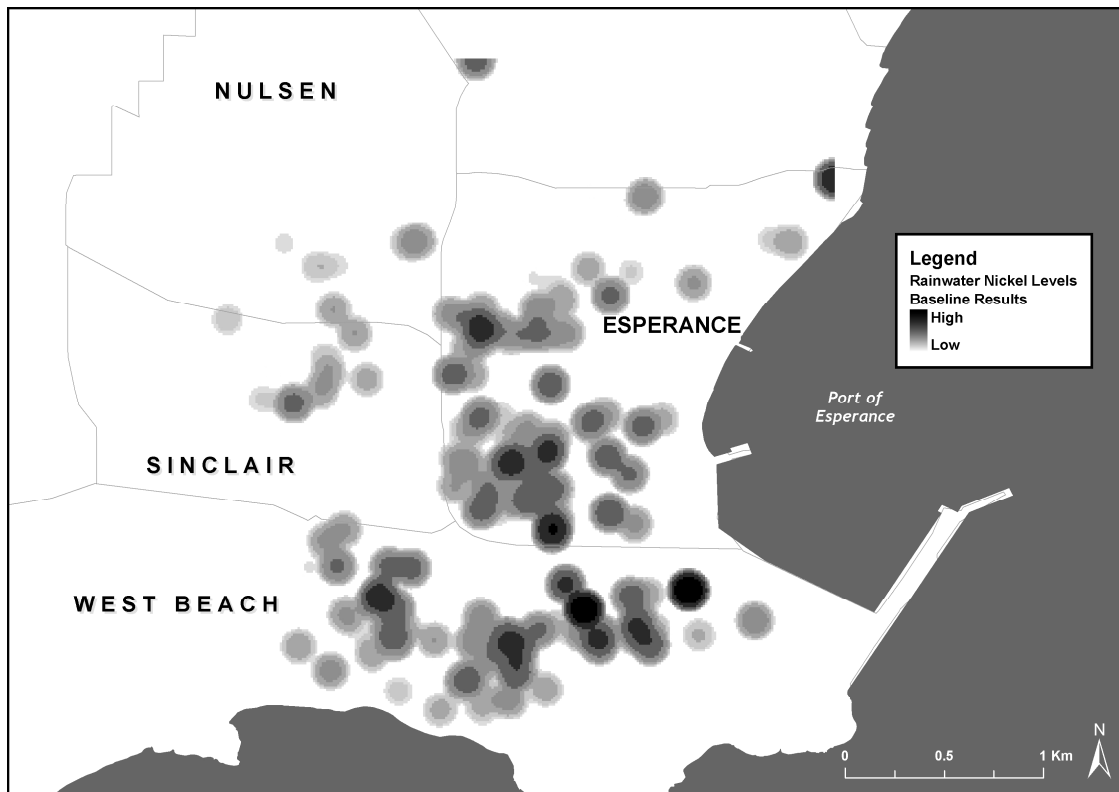 NULSEN
Legend
Rainwater Nickel Levels
Baseline Results
High
Low
ESPERANCE
Port of
Esperance
SINCLAIR
WEST BEACH
N
0 0.5 1 Km